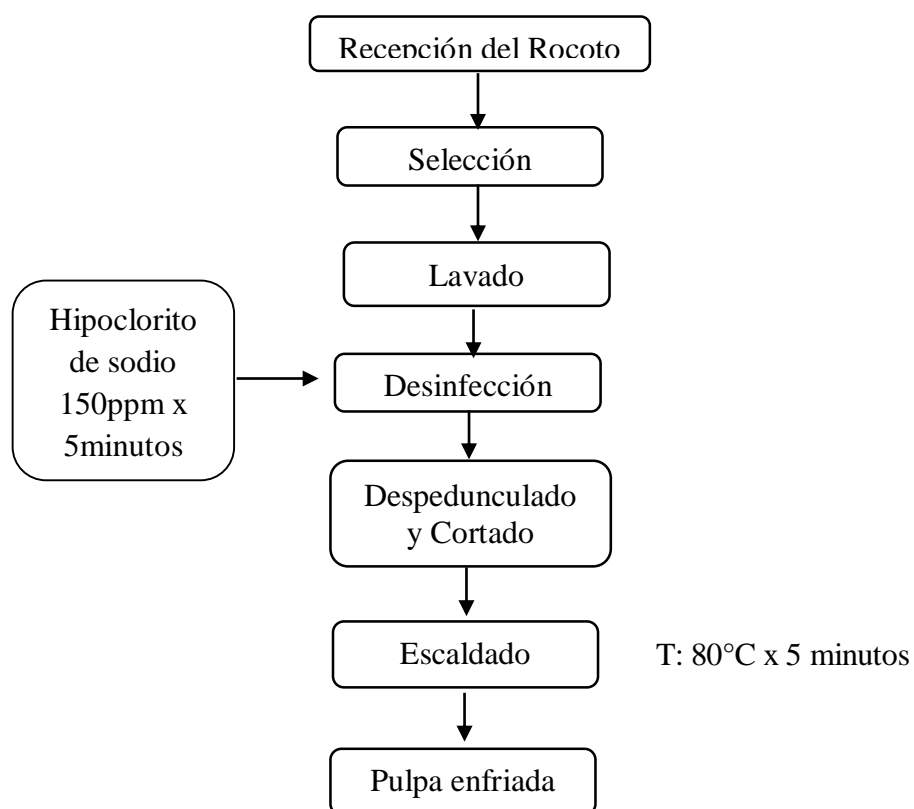 Recepción del Rocoto
Selección
Lavado
Hipoclorito
de sodio
150ppm x
5minutos
Desinfección
Despedunculado
y Cortado
Escaldado
T: 80°C x 5 minutos
Pulpa enfriada